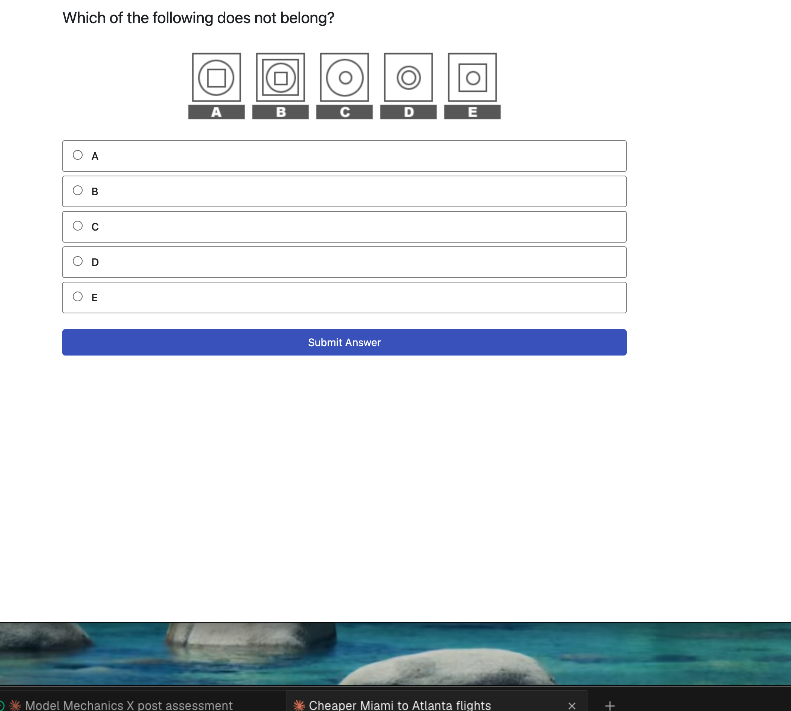 Which of the following does not belong?
A B C D E
A
B
C
D
E
Submit Answer
Model Mechanics X post assessment
Cheaper Miami to Atlanta flights × +